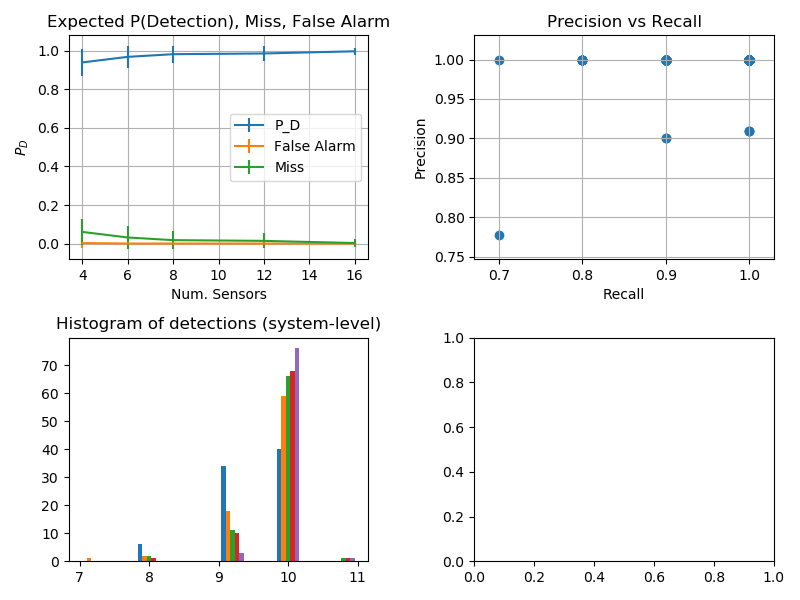 Expected P(Detection), Miss, False Alarm
1.0
0.8
0.6
0.4
0.2
0.0
P_D
P_D
False Alarm
Miss
4 6 8 10 12 14 16
Num. Sensors
Precision vs Recall
1.00
0.95
0.90
0.85
0.80
0.75
Precision
0.7 0.8 0.9 1.0
Recall
Histogram of detections (system-level)
70
60
50
40
30
20
10
0
7 8 9 10 11
1.0
0.8
0.6
0.4
0.2
0.0
0.0 0.2 0.4 0.6 0.8 1.0